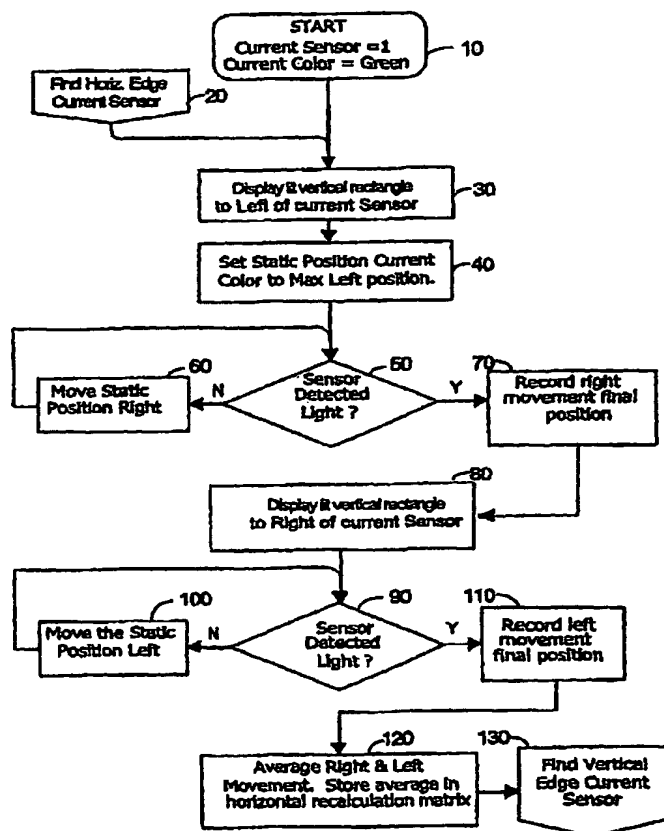 START
Current Sensor =1
Current Color = Green
10
Find Horiz. Edge
Current Sensor
20
Display lit vertical rectangle
to Left of current Sensor
30
Set Static Position Current
Color to Max Left position.
40
60
Move Static
Position Right
N
Sensor
Detected
Light ?
50
Y
70
Record right
movement final
position
80
Display lit vertical rectangle
to Right of current Sensor
100
Move the Static
Position Left
N
Sensor
Detected
Light ?
90
Y
110
Record left
movement
final position
120
Average Right & Left
Movement. Store average in
horizontal recalculation matrix
130
Find Vertical
Edge Current
Sensor